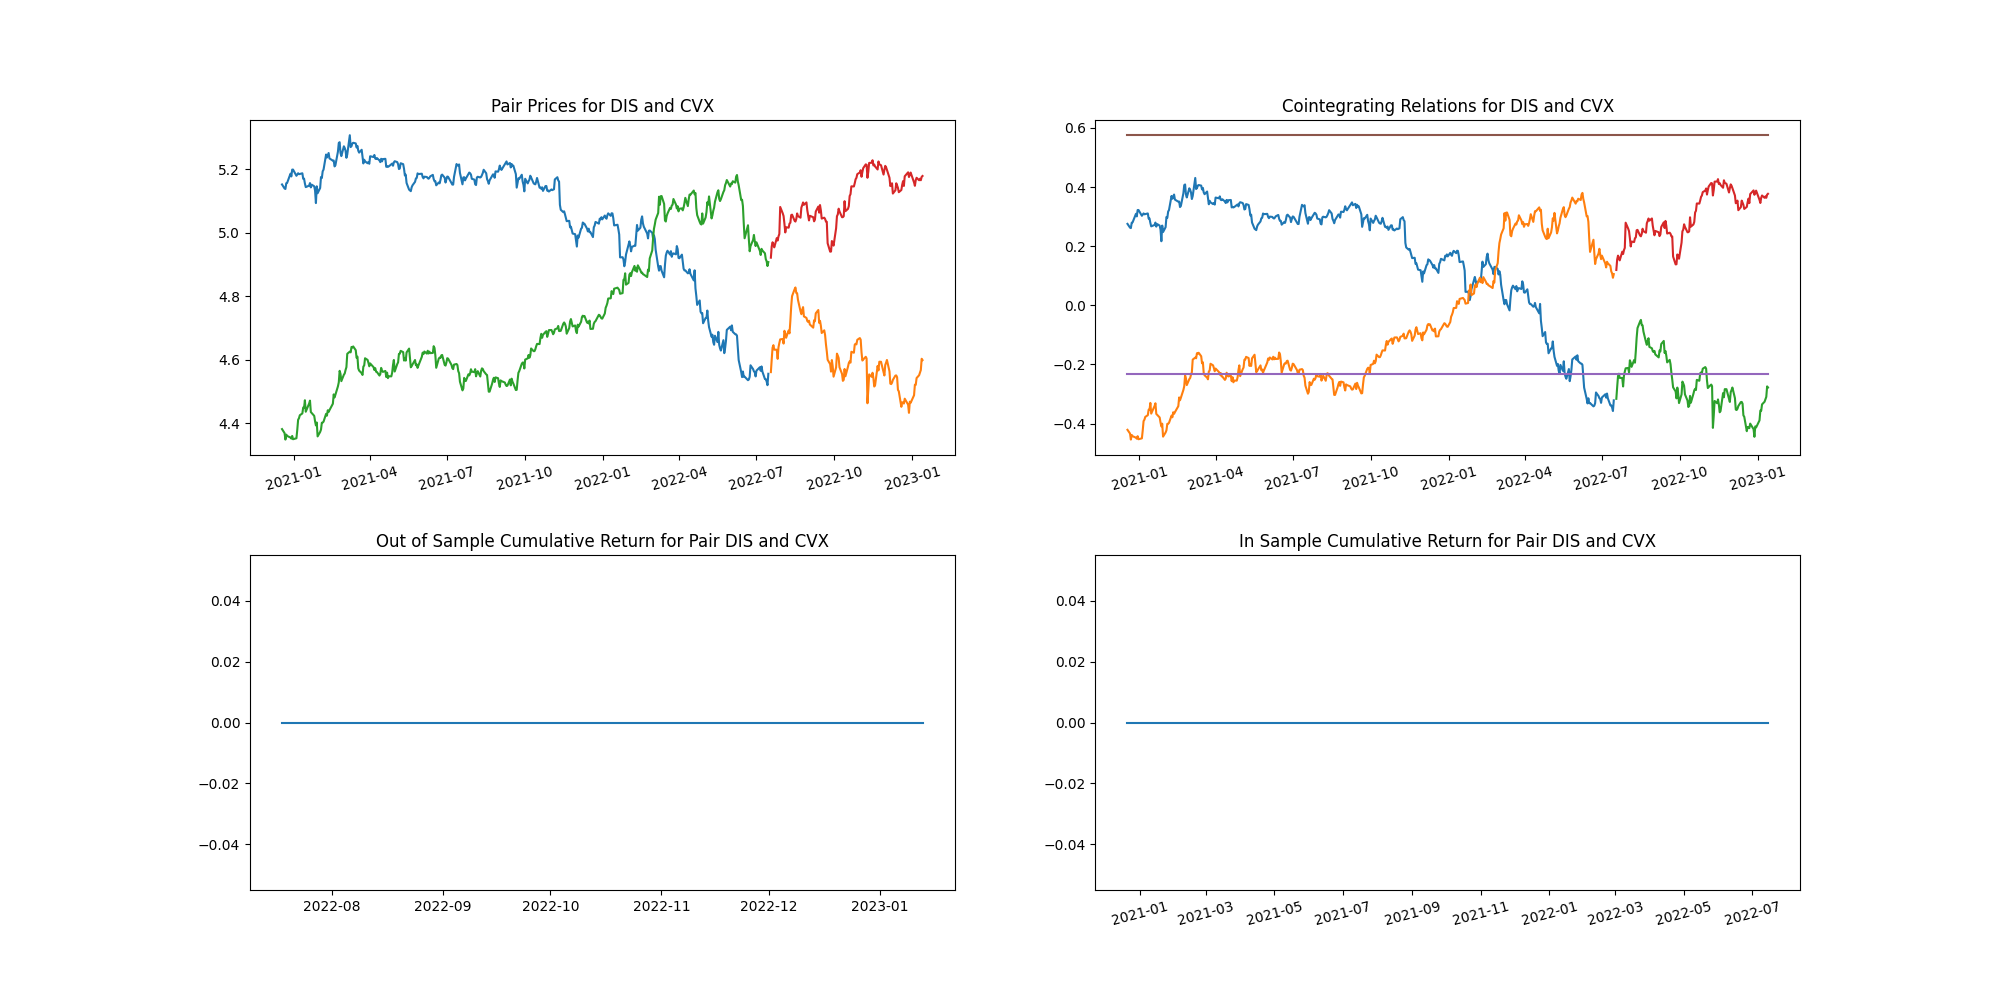 Pair Prices for DIS and CVX
5.2
5.0
4.8
4.6
4.4
2021-01 2021-04 2021-07 2021-10 2022-01 2022-04 2022-07 2022-10 2023-01
Cointegrating Relations for DIS and CVX
0.6
0.4
0.2
0.0
−0.2
−0.4
2021-01 2021-04 2021-07 2021-10 2022-01 2022-04 2022-07 2022-10 2023-01
Out of Sample Cumulative Return for Pair DIS and CVX
0.04
0.02
0.00
−0.02
−0.04
2022-08 2022-09 2022-10 2022-11 2022-12 2023-01
In Sample Cumulative Return for Pair DIS and CVX
0.04
0.02
0.00
−0.02
−0.04
2021-01 2021-03 2021-05 2021-07 2021-09 2021-11 2022-01 2022-03 2022-05 2022-07